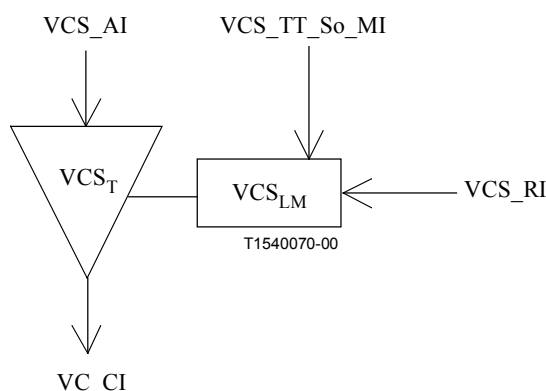 VCS_AI
VCS_TT_So_MI
VCS_T
VCS_LM
VCS_RI
T1540070-00
VC_CI